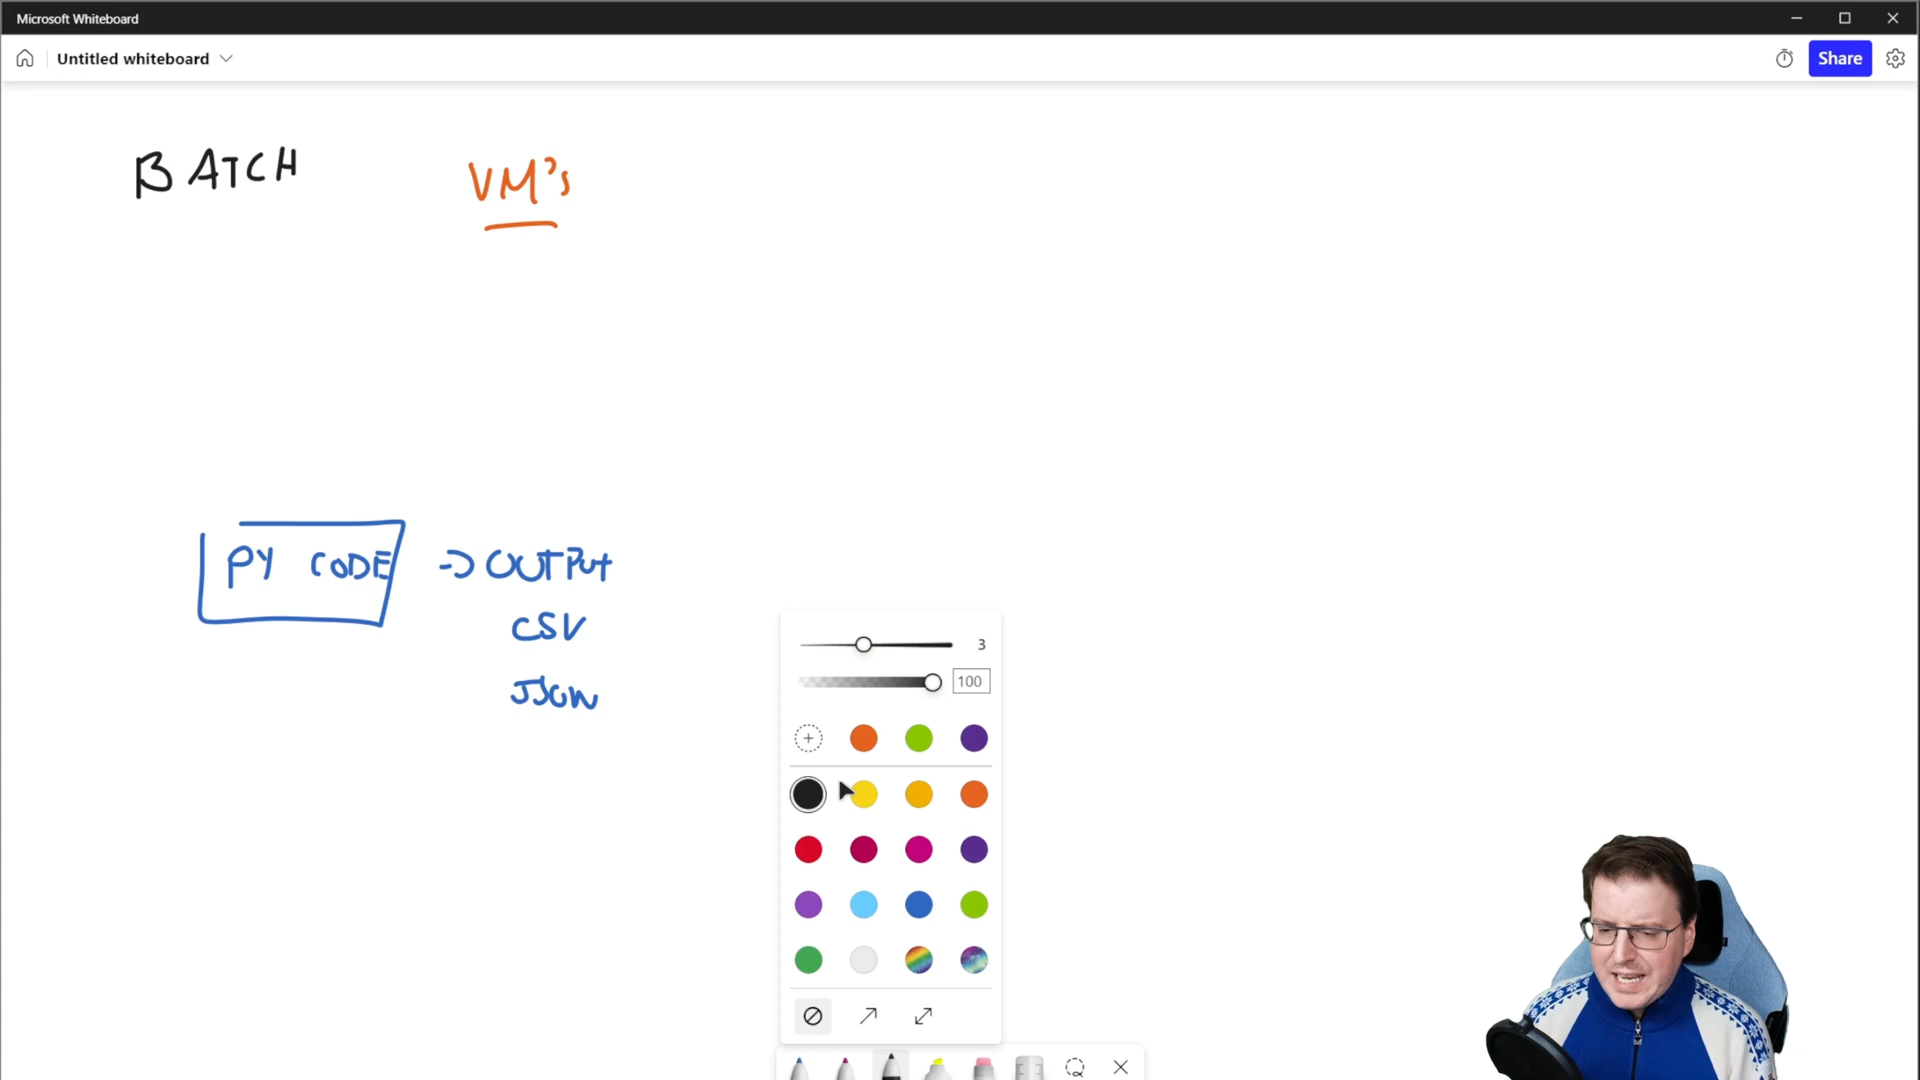 Microsoft Whiteboard
Untitled whiteboard
Share
BATCH
VM's
PY CODE -> OUTPut
CSV
JSON
3
100